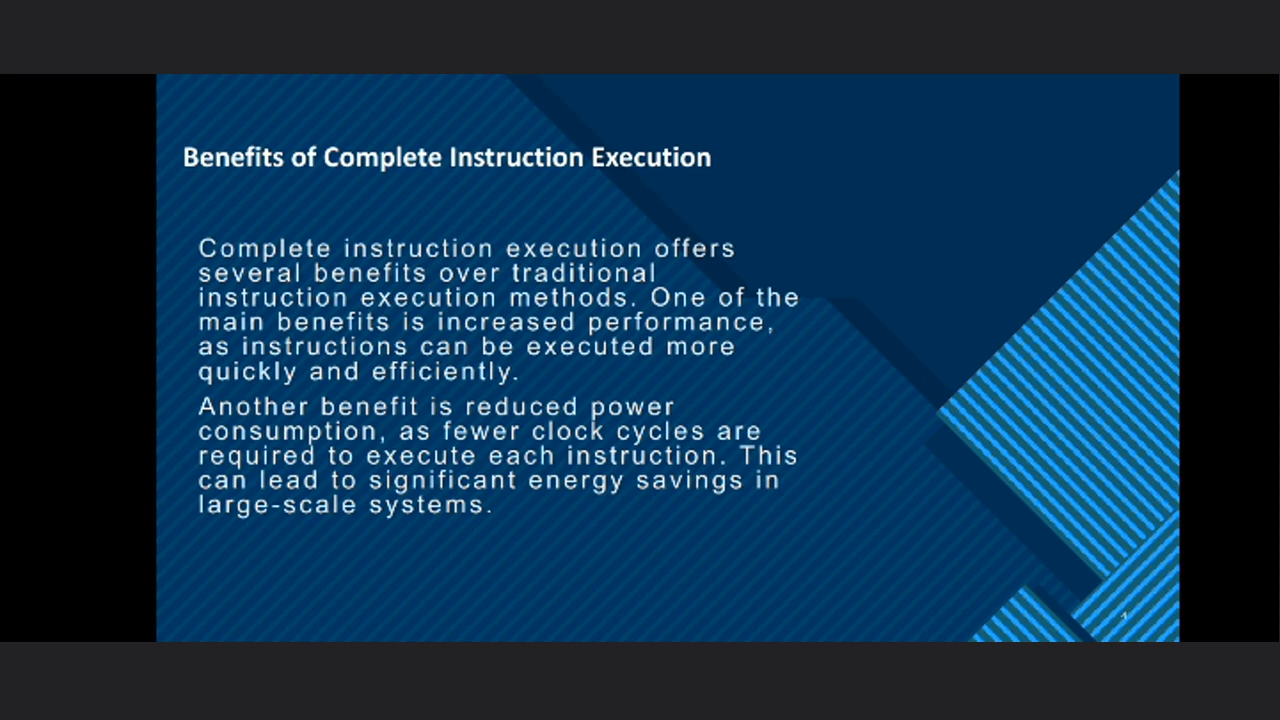 Benefits of Complete Instruction Execution
Complete instruction execution offers
several benefits over traditional
instruction execution methods. One of the
main benefits is increased performance,
as instructions can be executed more
quickly and efficiently.
Another benefit is reduced power
consumption, as fewer clock cycles are
required to execute each instruction. This
can lead to significant energy savings in
large-scale systems.
4